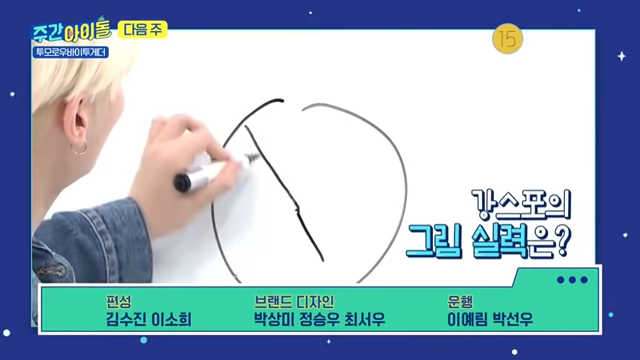 주간아이돌
다음 주
투모로우바이투게더
15
강스포의
그림 실력은?
편성
김수진 이소희
브랜드 디자인
박상미 정승우 최서우
운행
이예림 박선우